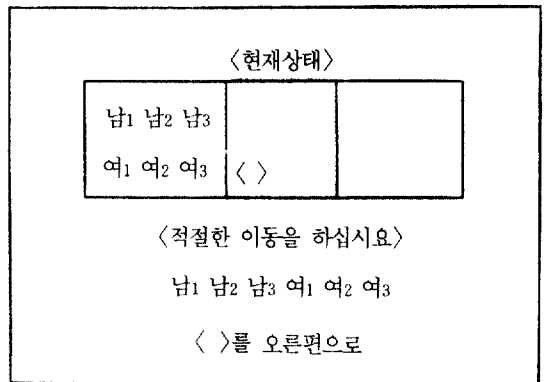 〈현재상태〉
남1 남2 남3
여1 여2 여3 〈 〉
〈적절한 이동을 하십시요〉
남1 남2 남3 여1 여2 여3
〈 〉를 오른편으로